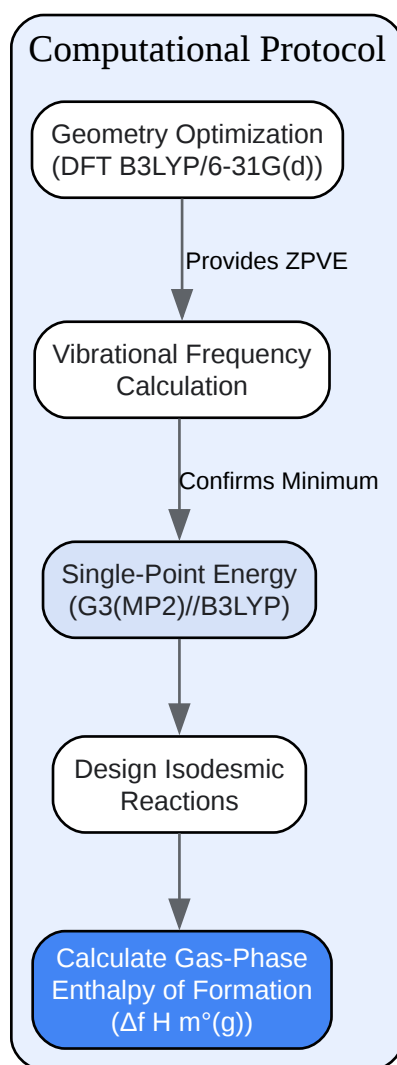 Computational Protocol
Geometry Optimization
(DFT B3LYP/6-31G(d))
Provides ZPVE
Vibrational Frequency
Calculation
Confirms Minimum
Single-Point Energy
(G3(MP2)//B3LYP)
Design Isodesmic
Reactions
Calculate Gas-Phase
Enthalpy of Formation
(Δf H m°(g))